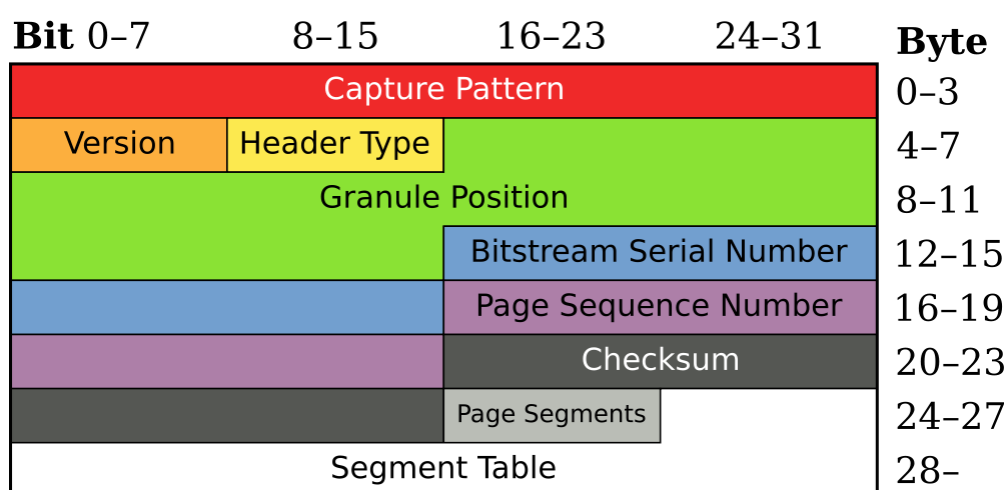 Bit 0–7 8–15 16–23 24–31 Byte
Capture Pattern 0–3
Version Header Type 4–7
Granule Position 8–11
Bitstream Serial Number 12–15
Page Sequence Number 16–19
Checksum 20–23
Page Segments 24–27
Segment Table 28–